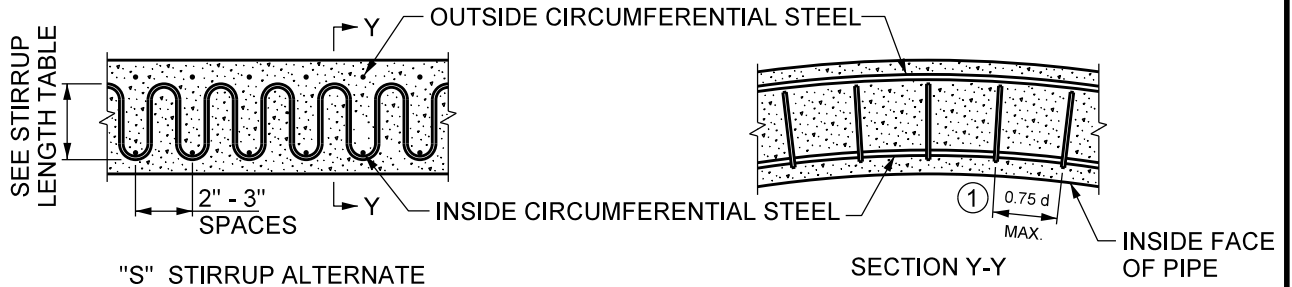 Y
OUTSIDE CIRCUMFERENTIAL STEEL
SEE STIRRUP
LENGTH TABLE
2" - 3"
SPACES
Y
INSIDE CIRCUMFERENTIAL STEEL
"S" STIRRUP ALTERNATE
1
0.75 d
MAX.
INSIDE FACE
OF PIPE
SECTION Y-Y